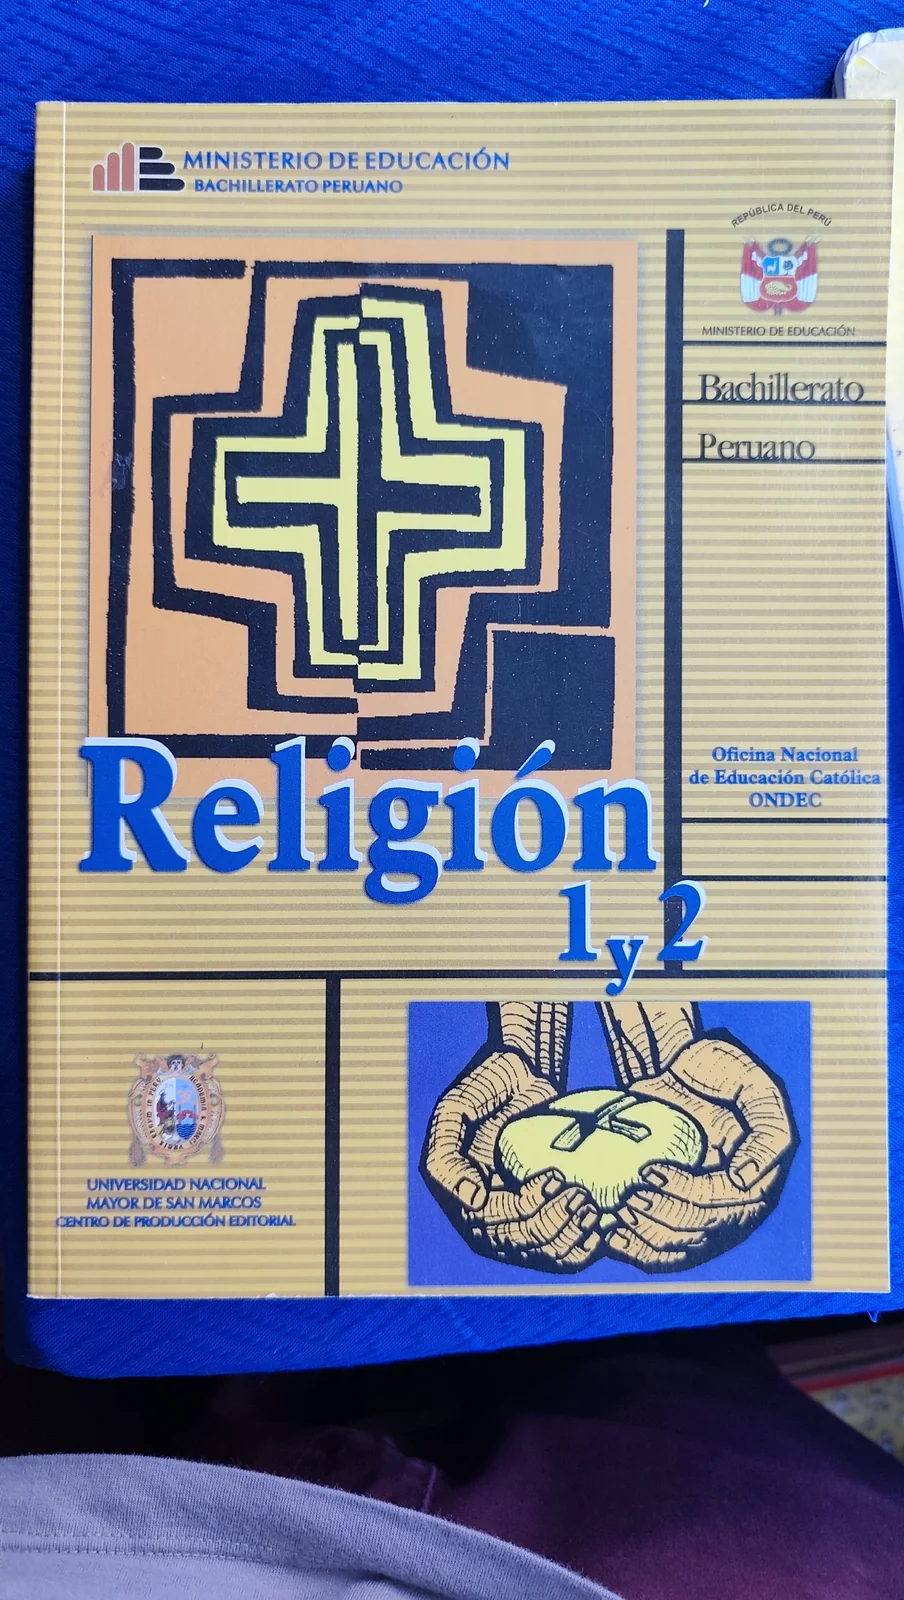 MINISTERIO DE EDUCACIÓN
BACHILLERATO PERUANO
REPÚBLICA DEL PERÚ
MINISTERIO DE EDUCACIÓN
Bachillerato
Peruano
Oficina Nacional
de Educación Católica
ONDEC
Religión
1 y 2
UNIVERSIDAD NACIONAL
MAYOR DE SAN MARCOS
CENTRO DE PRODUCCIÓN EDITORIAL